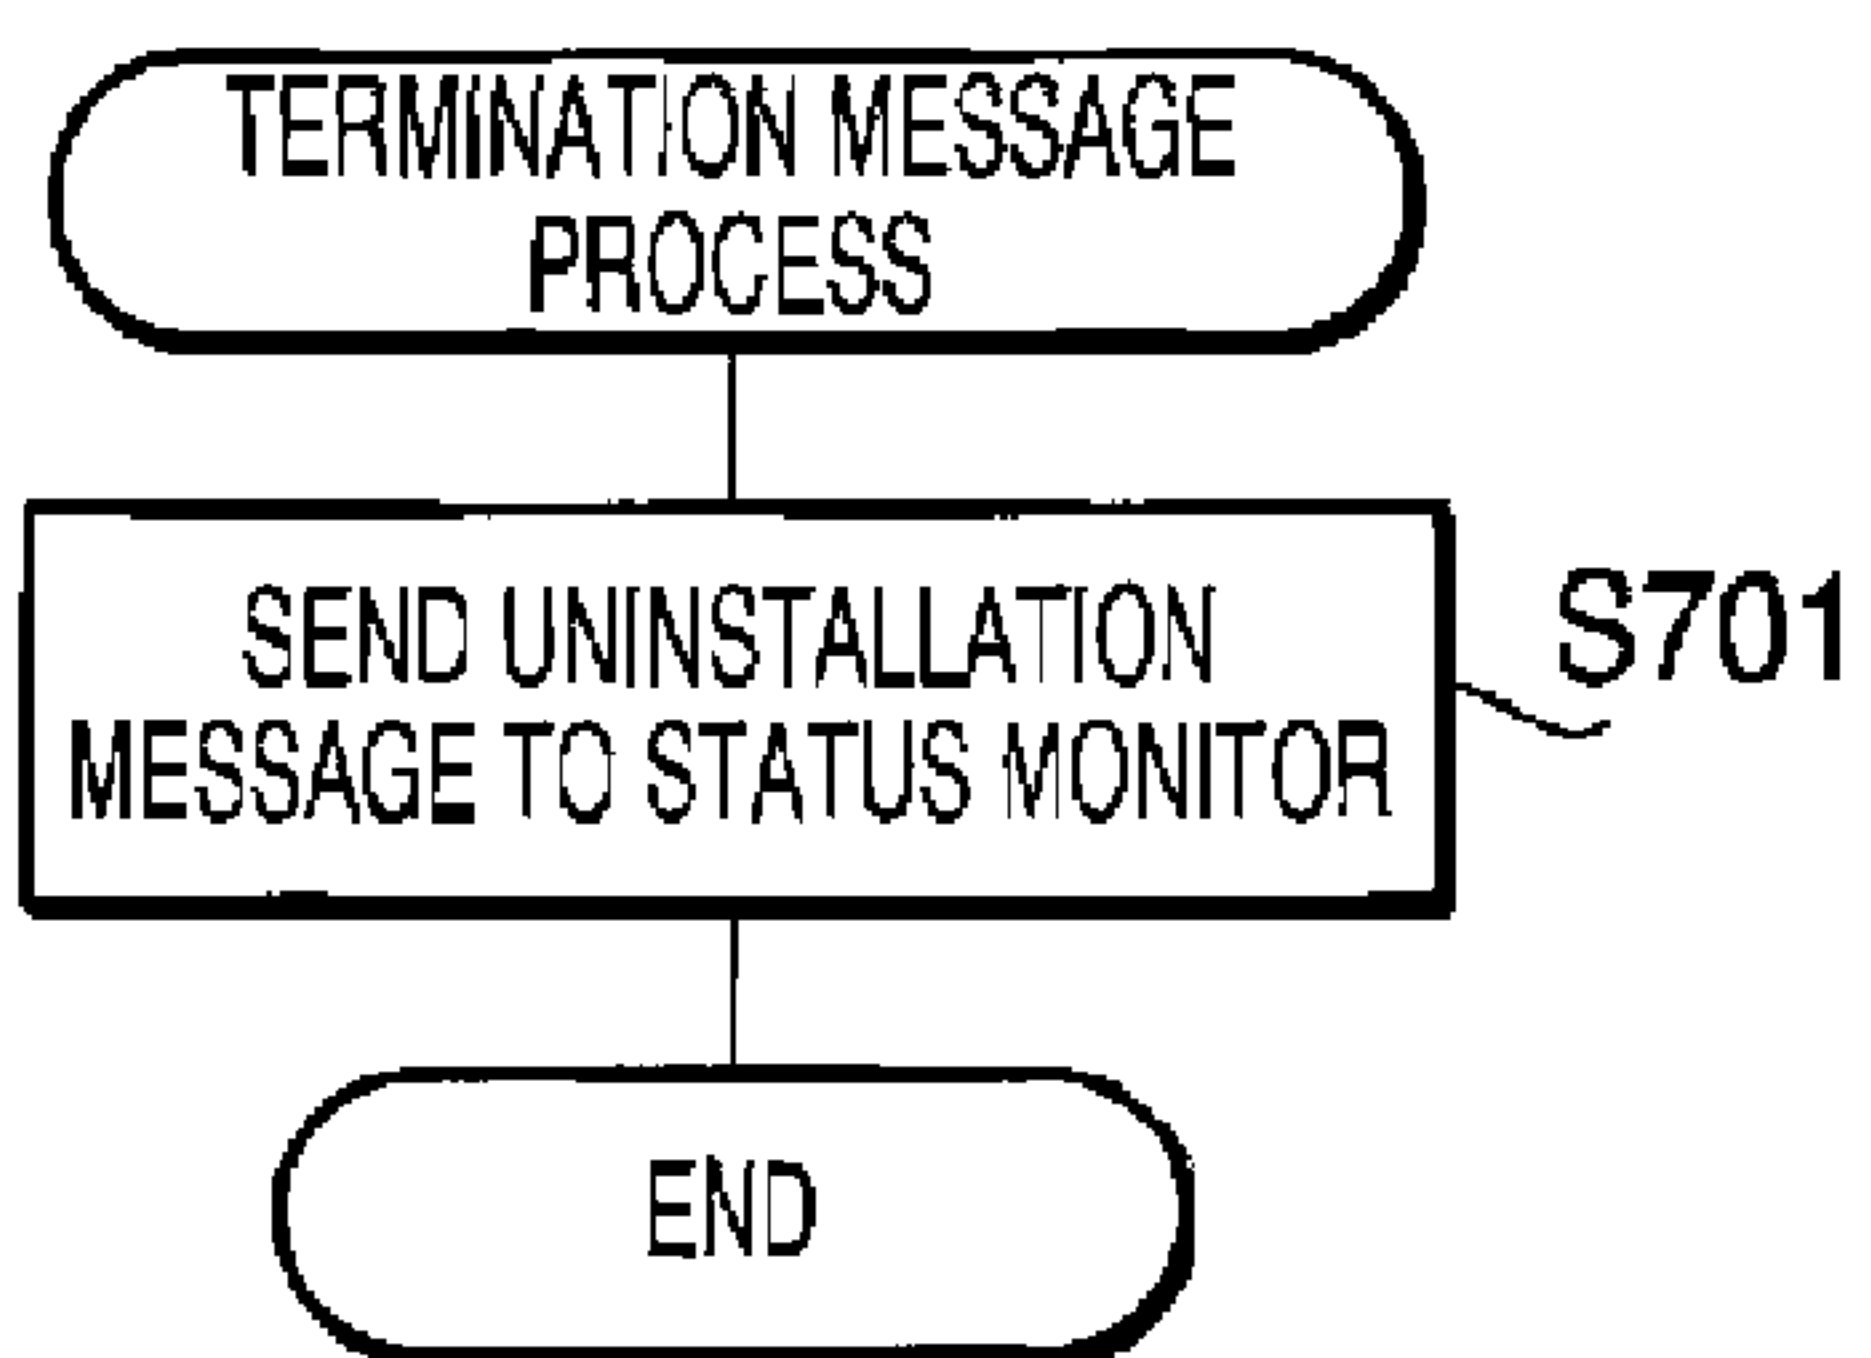 TERMINATION MESSAGE
PROCESS
SEND UNINSTALLATION
MESSAGE TO STATUS MONITOR
S701
END